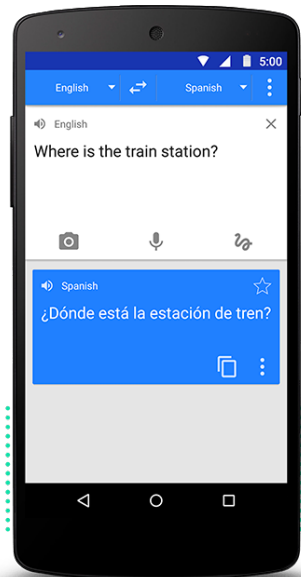 5:00
English
Spanish
English
Where is the train station?
Spanish
¿Dónde está la estación de tren?